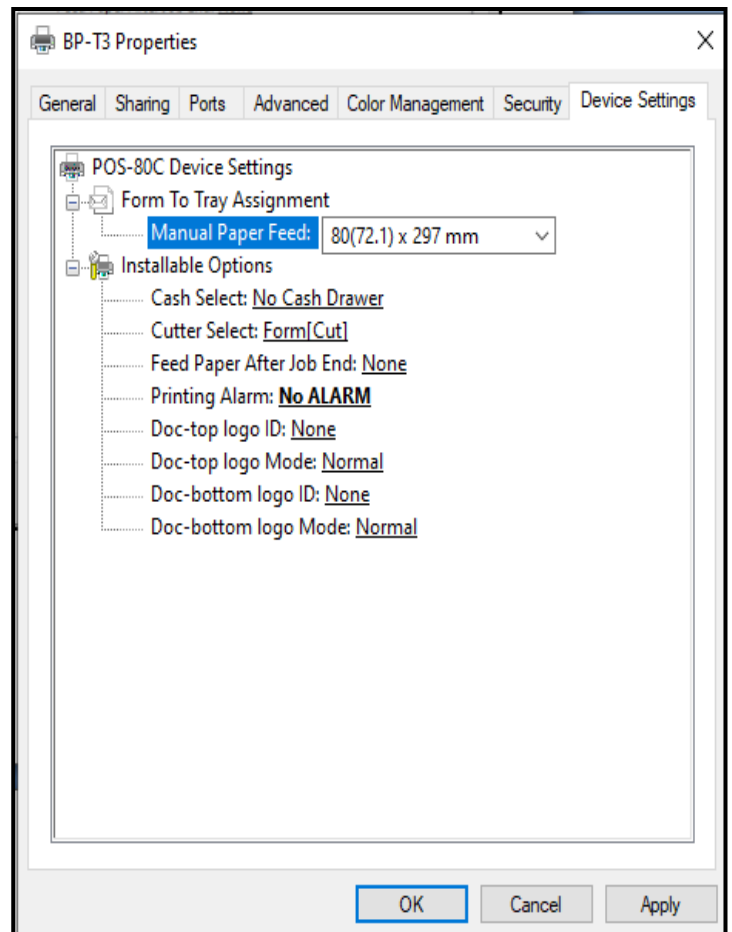 BP-T3 Properties
General Sharing Ports Advanced Color Management Security Device Settings
POS-80C Device Settings
Form To Tray Assignment
Manual Paper Feed: 80(72.1) x 297 mm
Installable Options
Cash Select: No Cash Drawer
Cutter Select: Form[Cut]
Feed Paper After Job End: None
Printing Alarm: No ALARM
Doc-top logo ID: None
Doc-top logo Mode: Normal
Doc-bottom logo ID: None
Doc-bottom logo Mode: Normal
OK Cancel Apply